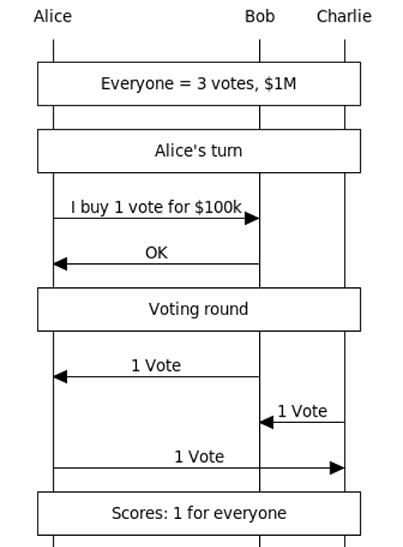 Alice Bob Charlie
Everyone = 3 votes, $1M
Alice's turn
I buy 1 vote for $100k
OK
Voting round
1 Vote
1 Vote
1 Vote
Scores: 1 for everyone